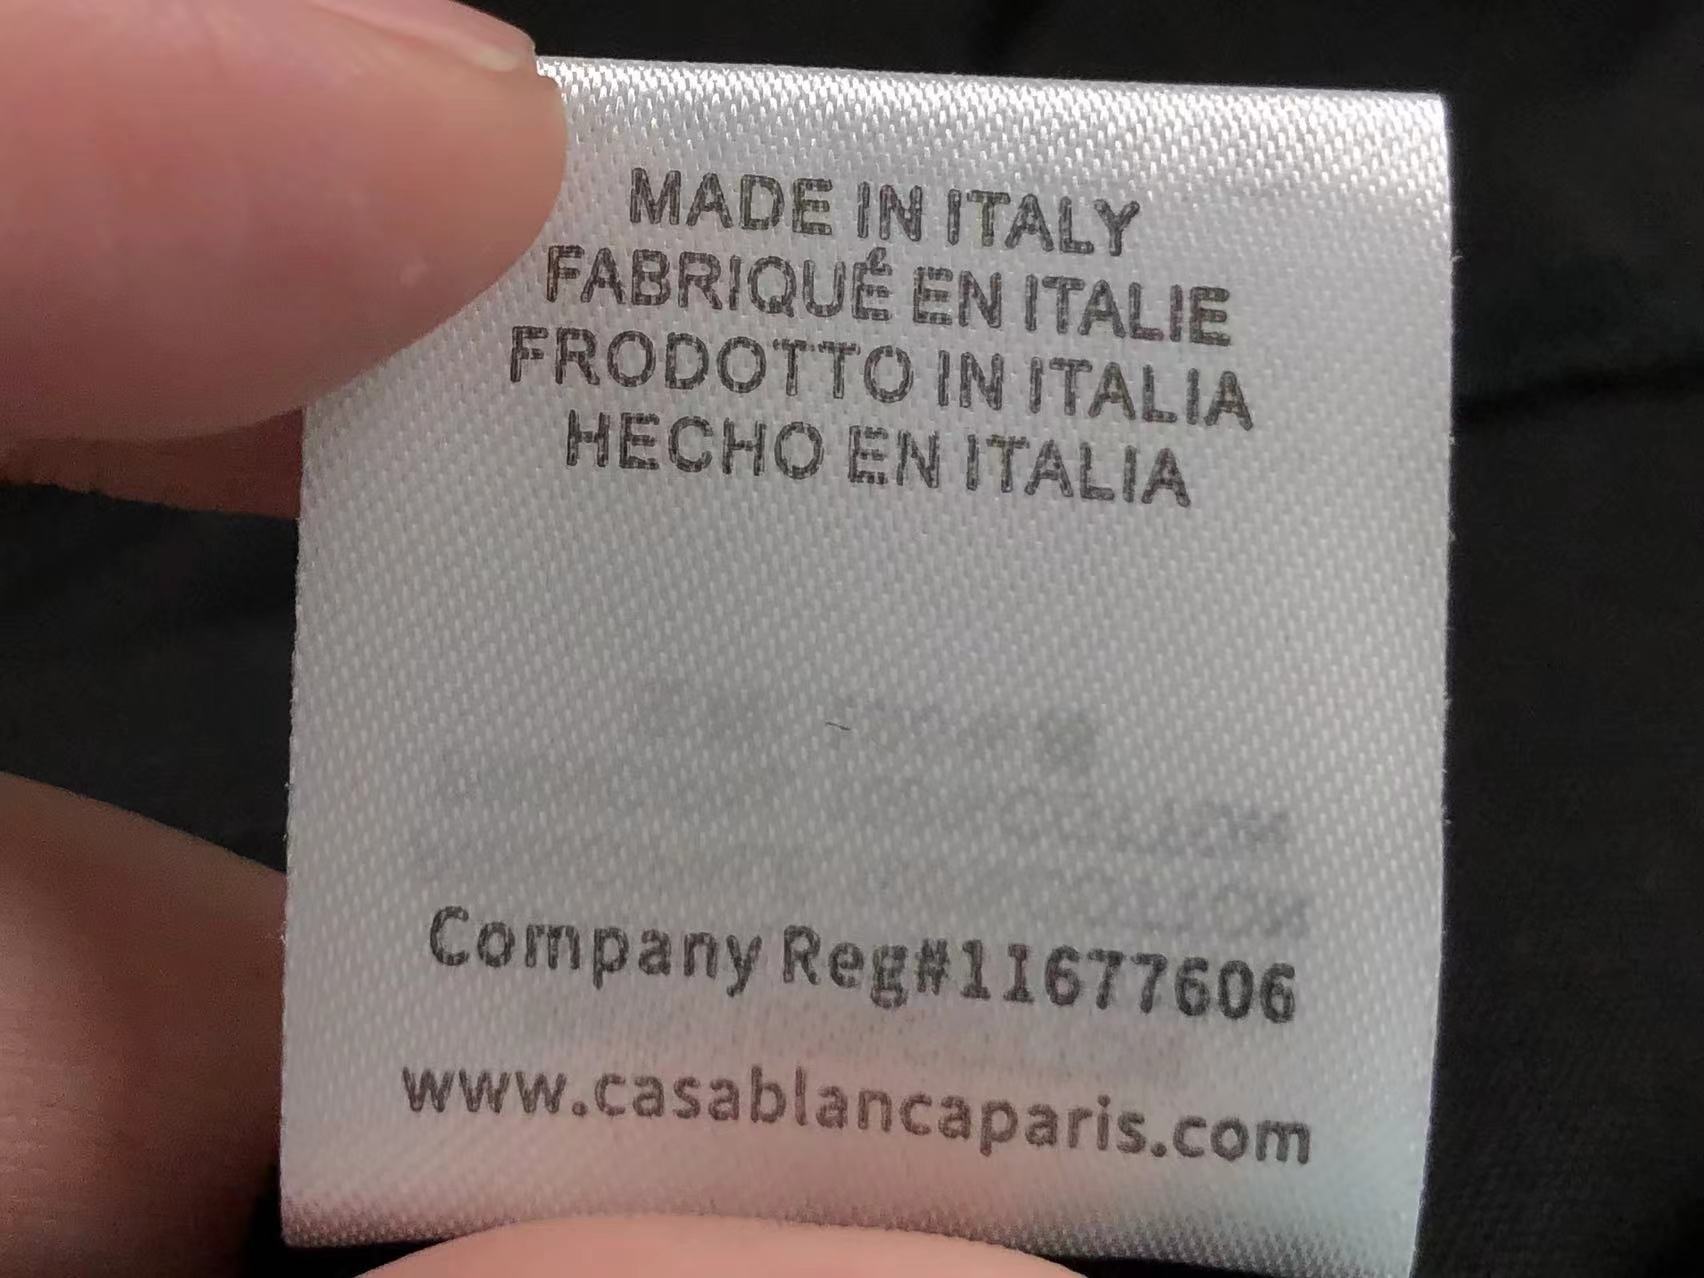 MADE IN ITALY
FABRIQUÉ EN ITALIE
FRODOTTO IN ITALIA
HECHO EN ITALIA
Company Reg#11677606
www.casablancaparis.com